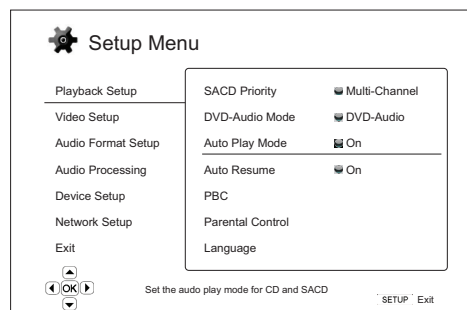 Setup Menu
Playback Setup
Video Setup
Audio Format Setup
Audio Processing
Device Setup
Network Setup
Exit
SACD Priority Multi-Channel
DVD-Audio Mode DVD-Audio
Auto Play Mode On
Auto Resume On
PBC
Parental Control
Language
OK
Set the audo play mode for CD and SACD
SETUP Exit